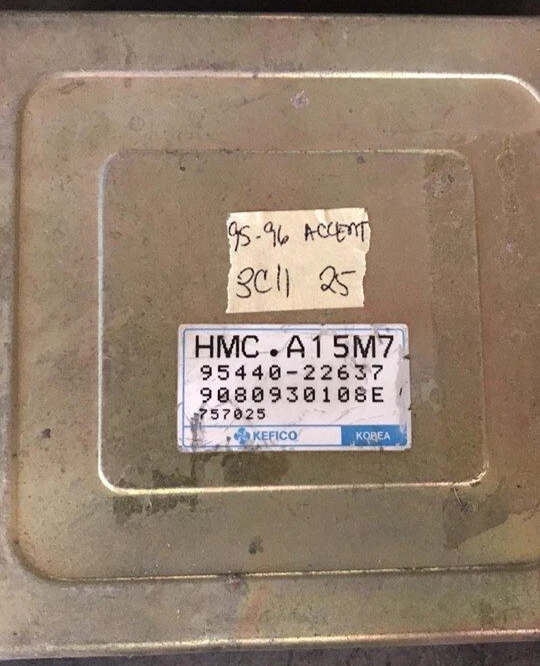 95-96 ACCENT
3C11 25
HMC.A15M7
95440-22637
9080930108E
757025
KEFICO KOREA